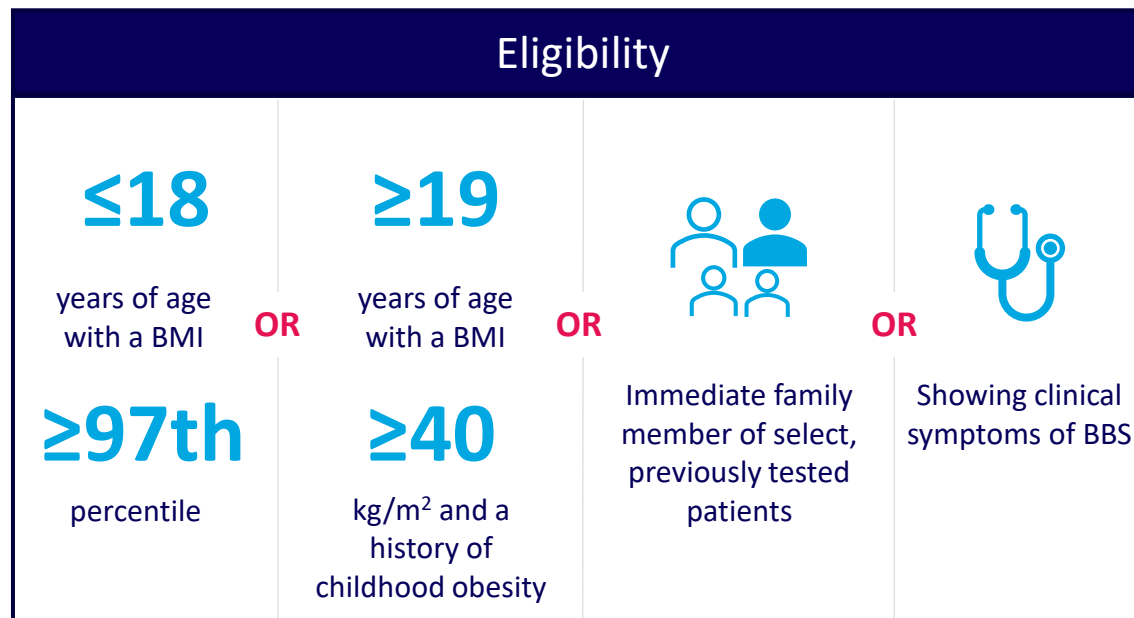 Eligibility
≤18
years of age
with a BMI
≥97th
percentile
OR
≥19
years of age
with a BMI
≥40
kg/m² and a
history of
childhood obesity
OR
Immediate family
member of select,
previously tested
patients
OR
Showing clinical
symptoms of BBS